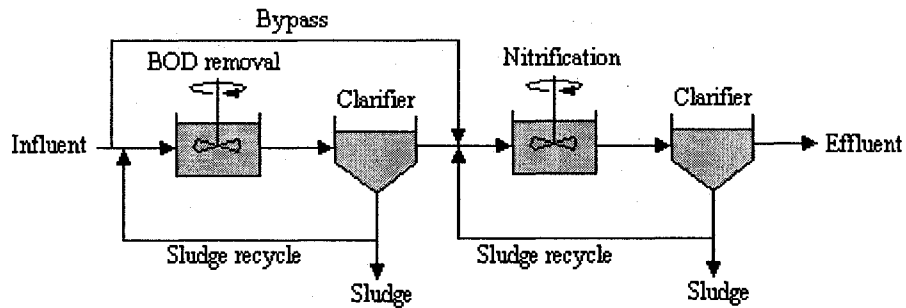 Bypass
BOD removal
Nitrification
Clarifier
Clarifier
Influent
Effluent
Sludge recycle
Sludge recycle
Sludge
Sludge